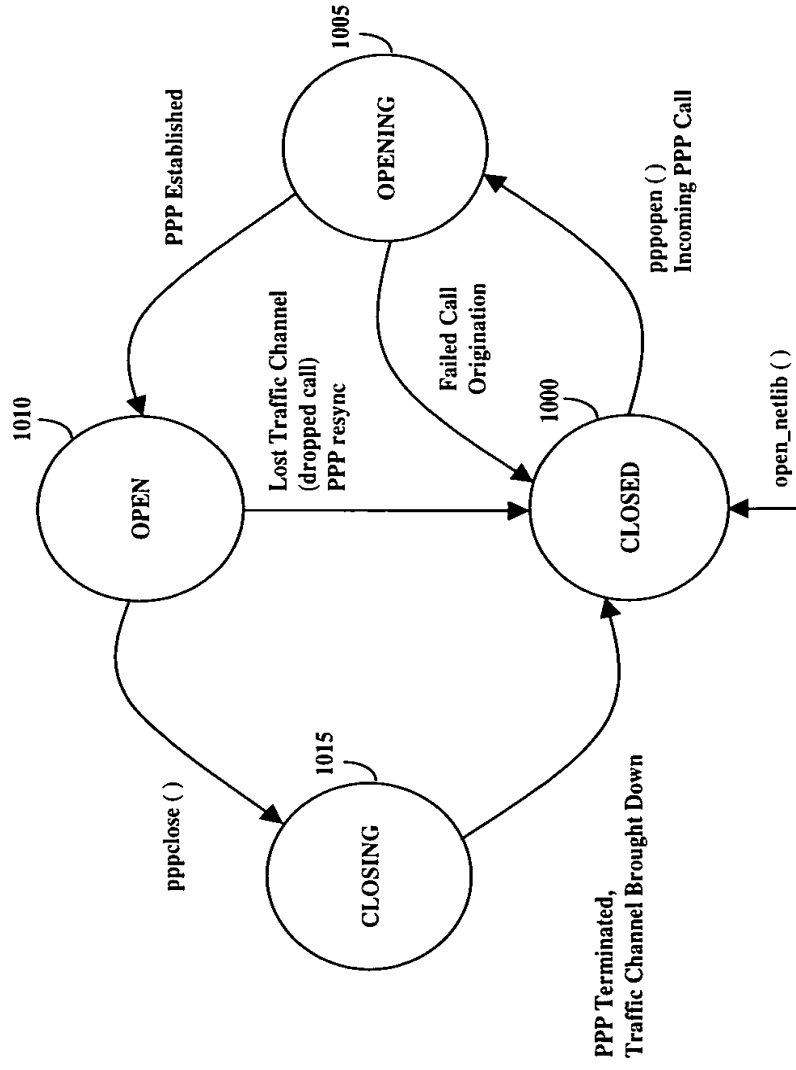 1005
OPENING
PPP Established
pppopen ( )
Incoming PPP Call
Failed Call
Origination
Lost Traffic Channel
(dropped call)
PPP resync
1010
OPEN
1000
CLOSED
open_netlib ( )
pppclose ( )
1015
CLOSING
PPP Terminated,
Traffic Channel Brought Down